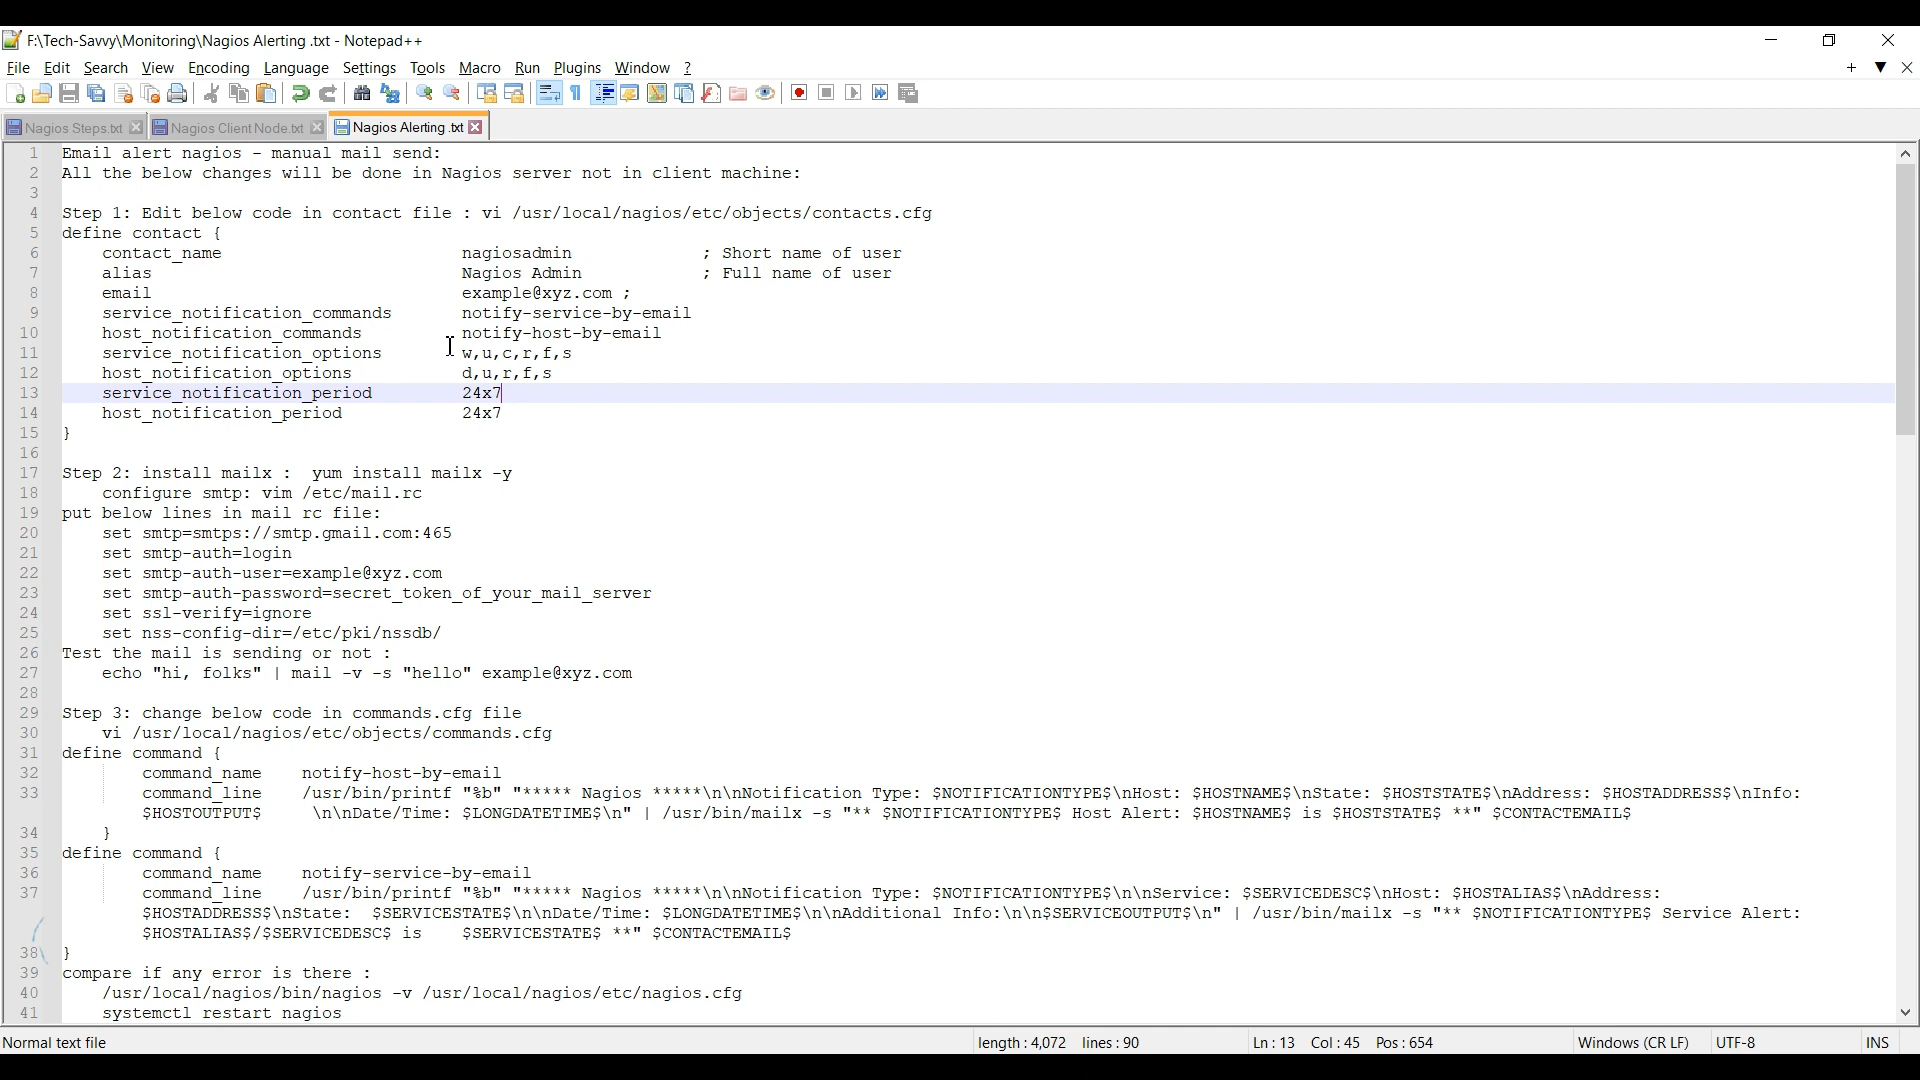 F:\Tech-Savvy\Monitoring\Nagios Alerting .txt - Notepad++
File Edit Search View Encoding Language Settings Tools Macro Run Plugins Window ?
+ ▼ X
Nagios Steps.txt Nagios Client Node.txt Nagios Alerting .txt
1 Email alert nagios - manual mail send:
2 All the below changes will be done in Nagios server not in client machine:
3
4 Step 1: Edit below code in contact file : vi /usr/local/nagios/etc/objects/contacts.cfg
5 define contact {
6 contact_name nagiosadmin ; Short name of user
7 alias Nagios Admin ; Full name of user
8 email example@xyz.com ;
9 service_notification_commands notify-service-by-email
10 host_notification_commands notify-host-by-email
11 service_notification_options w,u,c,r,f,s
12 host_notification_options d,u,r,f,s
13 service_notification_period 24x7
14 host_notification_period 24x7
15 }
16
17 Step 2: install mailx : yum install mailx -y
18 configure smtp: vim /etc/mail.rc
19 put below lines in mail rc file:
20 set smtp=smtps://smtp.gmail.com:465
21 set smtp-auth=login
22 set smtp-auth-user=example@xyz.com
23 set smtp-auth-password=secret_token_of_your_mail_server
24 set ssl-verify=ignore
25 set nss-config-dir=/etc/pki/nssdb/
26 Test the mail is sending or not :
27 echo "hi, folks" | mail -v -s "hello" example@xyz.com
28
29 Step 3: change below code in commands.cfg file
30 vi /usr/local/nagios/etc/objects/commands.cfg
31 define command {
32 command_name notify-host-by-email
33 command_line /usr/bin/printf "%b" "***** Nagios *****\n\nNotification Type: $NOTIFICATIONTYPE$\nHost: $HOSTNAME$\nState: $HOSTSTATE$\nAddress: $HOSTADDRESS$\nInfo:
$HOSTOUTPUT$ \n\nDate/Time: $LONGDATETIME$\n" | /usr/bin/mailx -s "** $NOTIFICATIONTYPE$ Host Alert: $HOSTNAME$ is $HOSTSTATE$ **" $CONTACTEMAIL$
34 }
35 define command {
36 command_name notify-service-by-email
37 command_line /usr/bin/printf "%b" "***** Nagios *****\n\nNotification Type: $NOTIFICATIONTYPE$\n\nService: $SERVICEDESC$\nHost: $HOSTALIAS$\nAddress:
$HOSTADDRESS$\nState: $SERVICESTATE$\n\nDate/Time: $LONGDATETIME$\n\nAdditional Info:\n\n$SERVICEOUTPUT$\n" | /usr/bin/mailx -s "** $NOTIFICATIONTYPE$ Service Alert:
$HOSTALIAS$/$SERVICEDESC$ is $SERVICESTATE$ **" $CONTACTEMAIL$
38 }
39 compare if any error is there :
40 /usr/local/nagios/bin/nagios -v /usr/local/nagios/etc/nagios.cfg
41 systemctl restart nagios
Normal text file length : 4,072 lines : 90 Ln : 13 Col : 45 Pos : 654 Windows (CR LF) UTF-8 INS